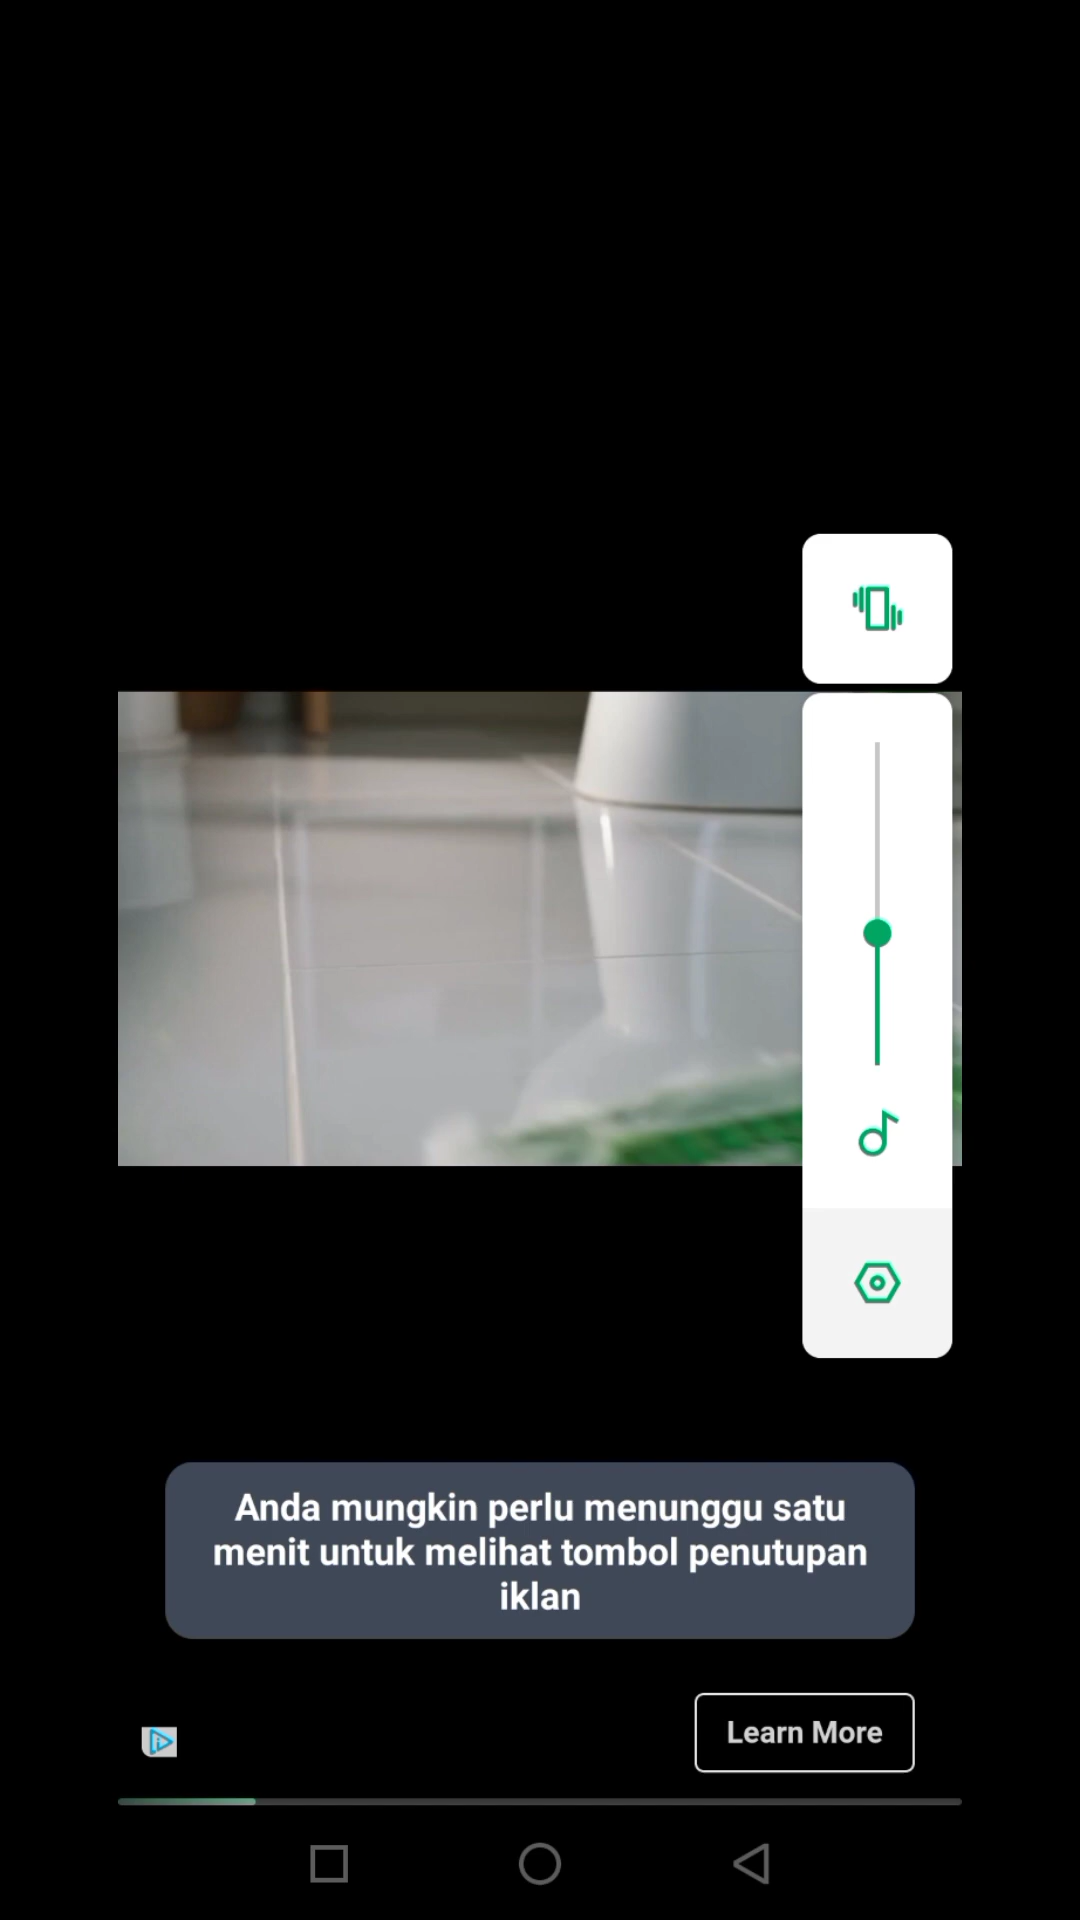 Anda mungkin perlu menunggu satu
menit untuk melihat tombol penutupan
iklan
Learn More